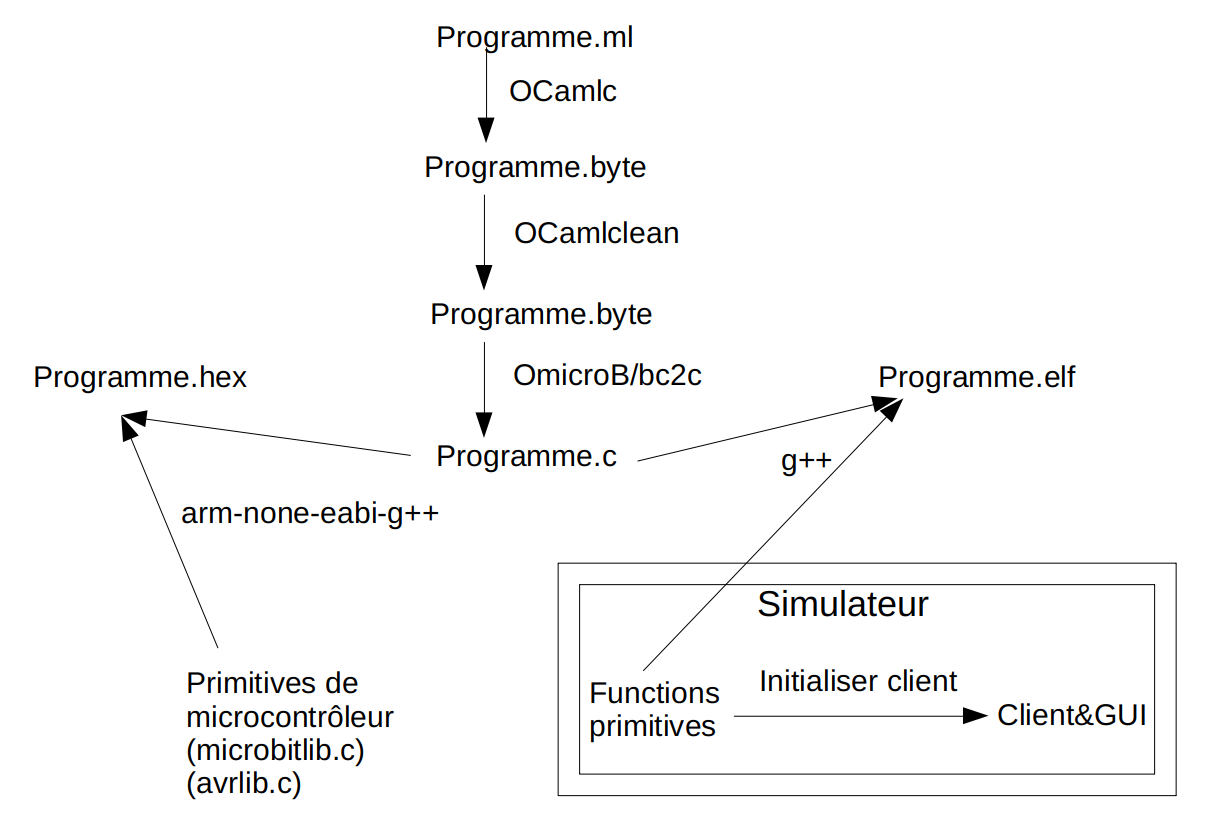 Programme.ml
OCamlc
Programme.byte
OCamlclean
Programme.byte
OmicroB/bc2c
Programme.hex
Programme.elf
Programme.c
g++
arm-none-eabi-g++
Simulateur
Primitives de
microcontrôleur
(microbitlib.c)
(avrlib.c)
Functions
primitives
Initialiser client
Client&GUI